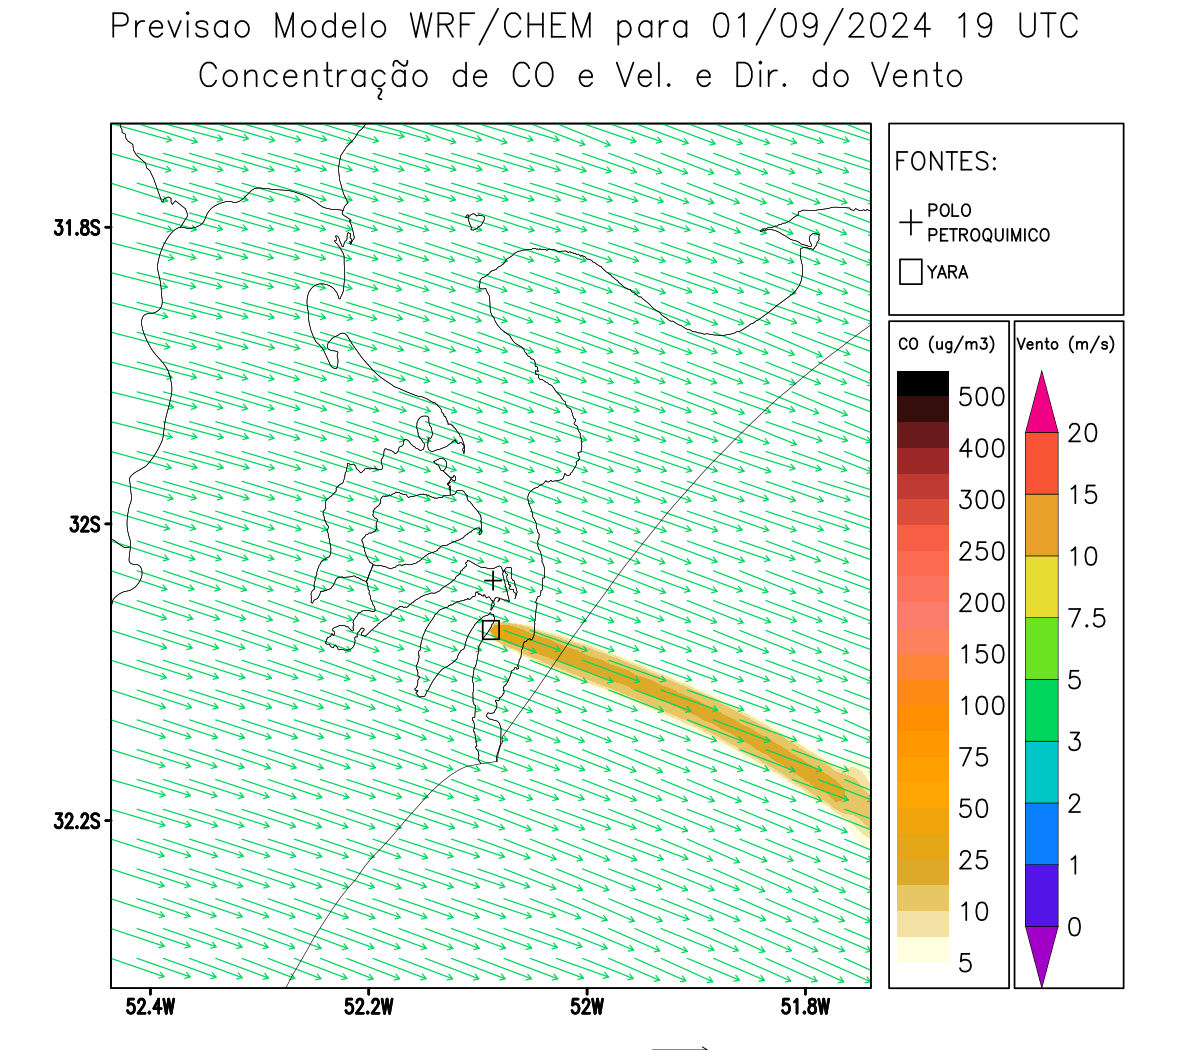 Previsao Modelo WRF/CHEM para 01/09/2024 19 UTC
Concentração de CO e Vel. e Dir. do Vento
FONTES:
POLO
PETROQUIMICO
YARA
CO (ug/m3)
500
400
300
250
200
150
100
75
50
25
10
5
Vento (m/s)
20
15
10
7.5
5
3
2
1
0
31.8S
32S
32.2S
52.4W
52.2W
52W
51.8W